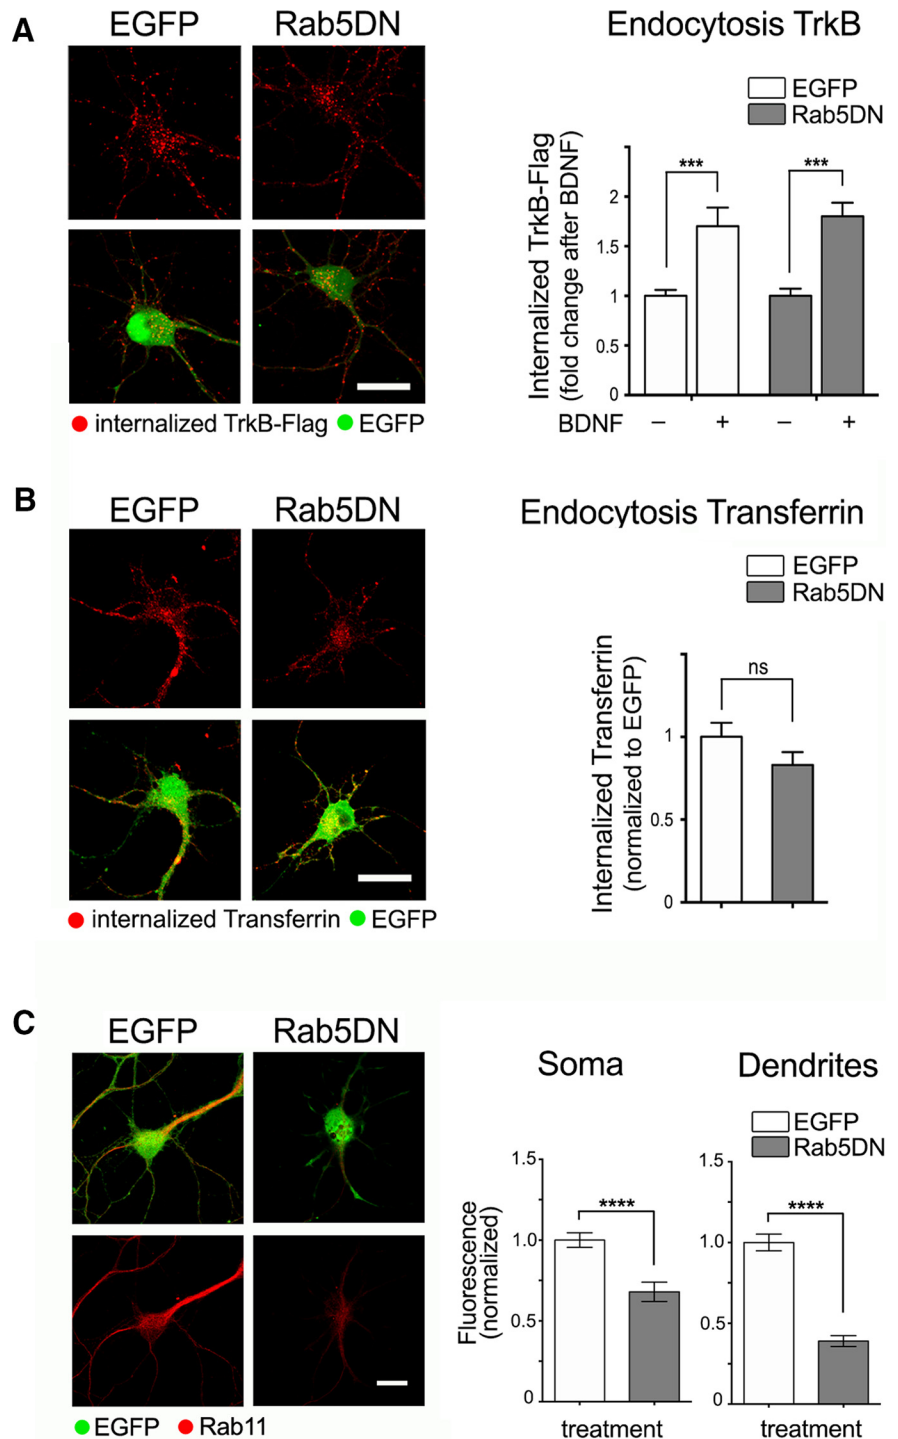 A
EGFP
Rab5DN
Endocytosis TrkB
EGFP
Rab5DN
Internalized TrkB-Flag
(fold change after BDNF)
2
1.5
1
0.5
0
***
***
BDNF – + – +
internalized TrkB-Flag EGFP
B
EGFP
Rab5DN
Endocytosis Transferrin
EGFP
Rab5DN
Internalized Transferrin
(normalized to EGFP)
1
0.5
0
ns
internalized Transferrin EGFP
C
EGFP
Rab5DN
Soma
Dendrites
EGFP
Rab5DN
Fluorescence
(normalized)
1.5
1.0
0.5
0
****
treatment
1.5
1.0
0.5
0
****
treatment
EGFP Rab11